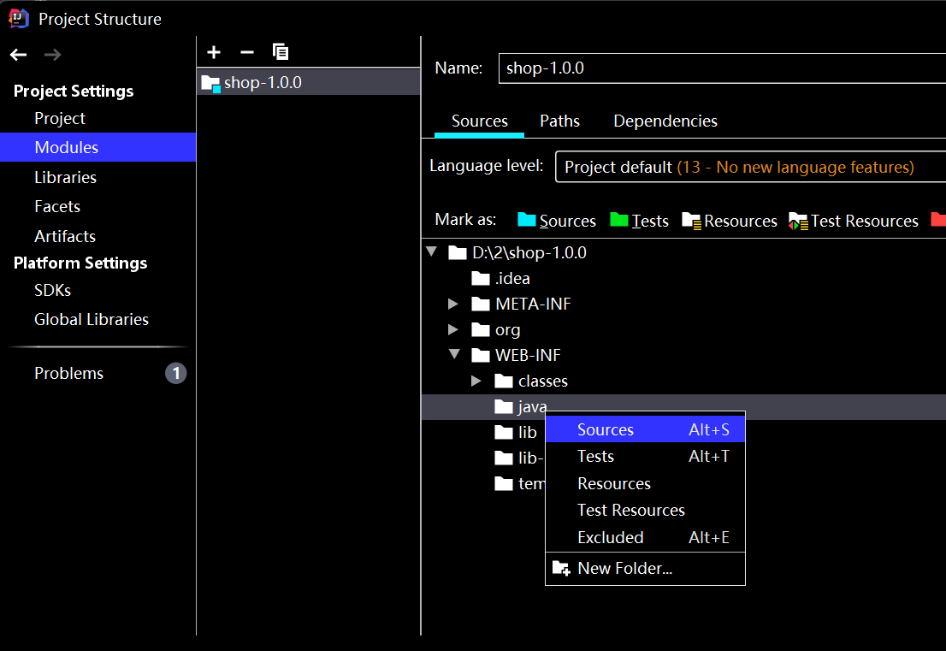 Project Structure
Project Settings
Project
Modules
Libraries
Facets
Artifacts
Platform Settings
SDKs
Global Libraries
Problems 1
shop-1.0.0
Name: shop-1.0.0
Sources Paths Dependencies
Language level: Project default (13 - No new language features)
Mark as: Sources Tests Resources Test Resources
D:\2\shop-1.0.0
.idea
META-INF
org
WEB-INF
classes
java
lib
lib-
tem
Sources Alt+S
Tests Alt+T
Resources
Test Resources
Excluded Alt+E
New Folder...